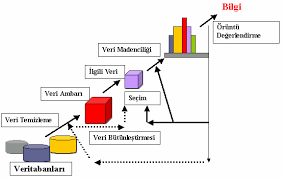 Bilgi
Örüntü
Değerlendirme
Veri Madenciliği
İlgili Veri
Veri Ambarı
Seçim
Veri Temizleme
Veri Bütünleştirmesi
Veritabanları